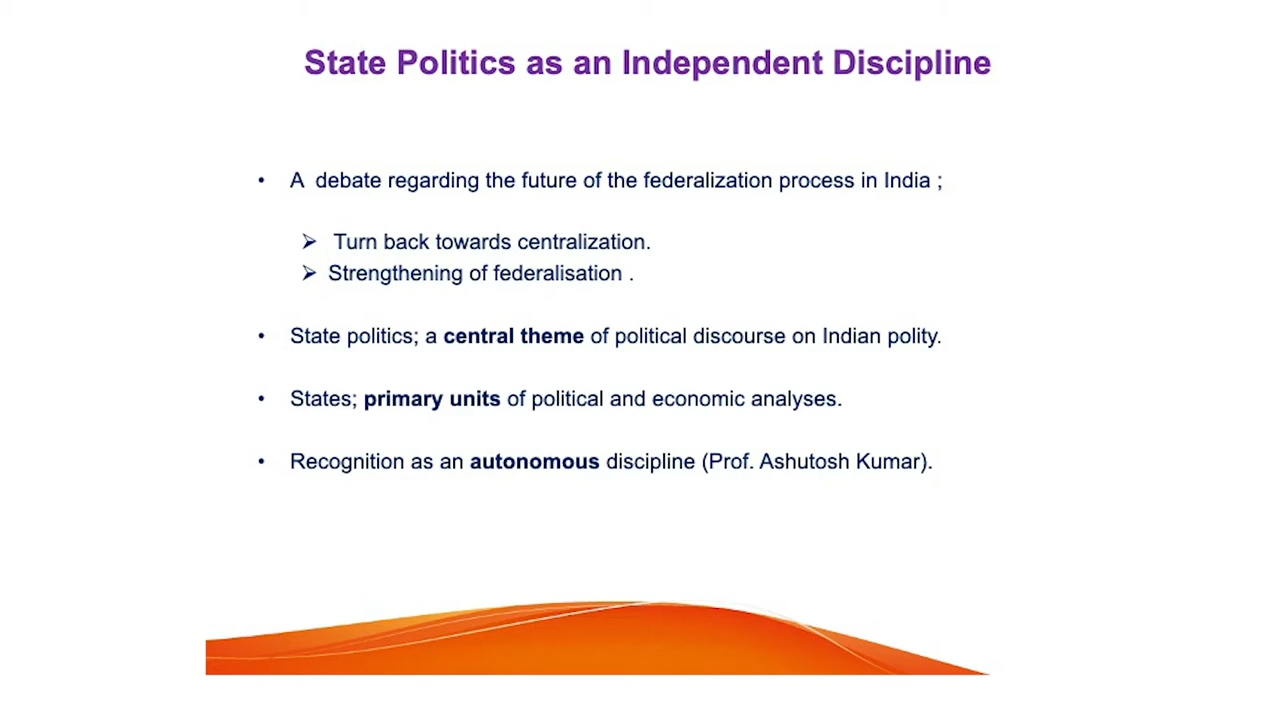 State Politics as an Independent Discipline
• A debate regarding the future of the federalization process in India ;
➢ Turn back towards centralization.
➢ Strengthening of federalisation .
• State politics; a central theme of political discourse on Indian polity.
• States; primary units of political and economic analyses.
• Recognition as an autonomous discipline (Prof. Ashutosh Kumar).